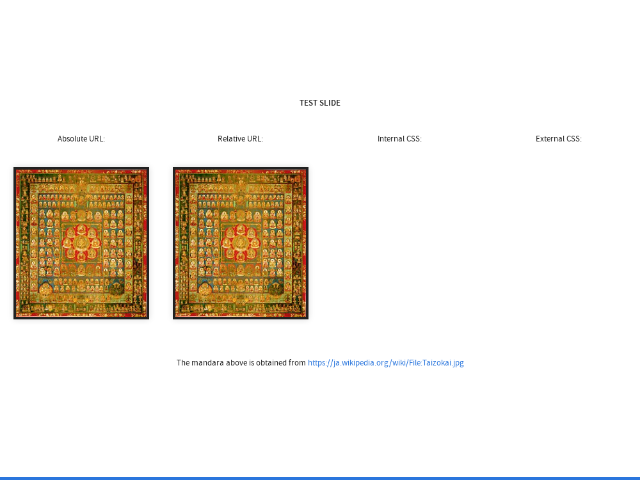 TEST SLIDE
Absolute URL:
Relative URL:
Internal CSS:
External CSS:
The mandara above is obtained from https://ja.wikipedia.org/wiki/File:Taizokai.jpg